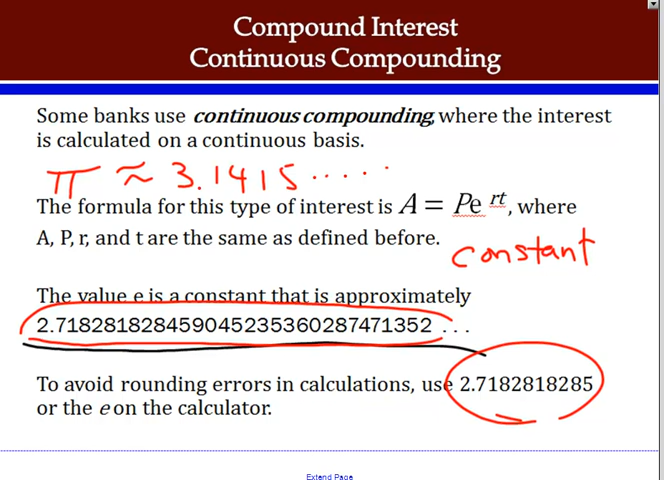 Compound Interest
Continuous Compounding
Some banks use continuous compounding, where the interest
is calculated on a continuous basis.
π ≈ 3.1415......
The formula for this type of interest is A = Pe^rt, where
A, P, r, and t are the same as defined before.
constant
The value e is a constant that is approximately
2.718281828459045235360287471352 ...
To avoid rounding errors in calculations, use 2.7182818285
or the e on the calculator.
Extend Page